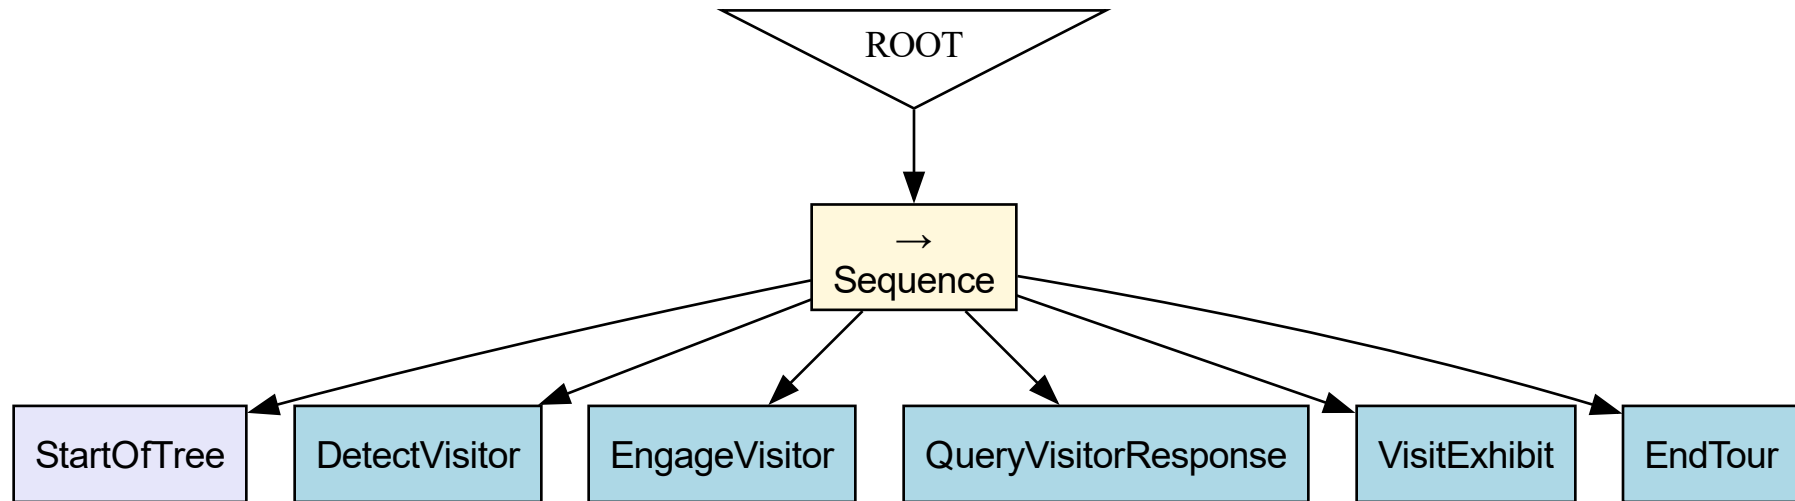 ROOT
→
Sequence
StartOfTree
DetectVisitor
EngageVisitor
QueryVisitorResponse
VisitExhibit
EndTour